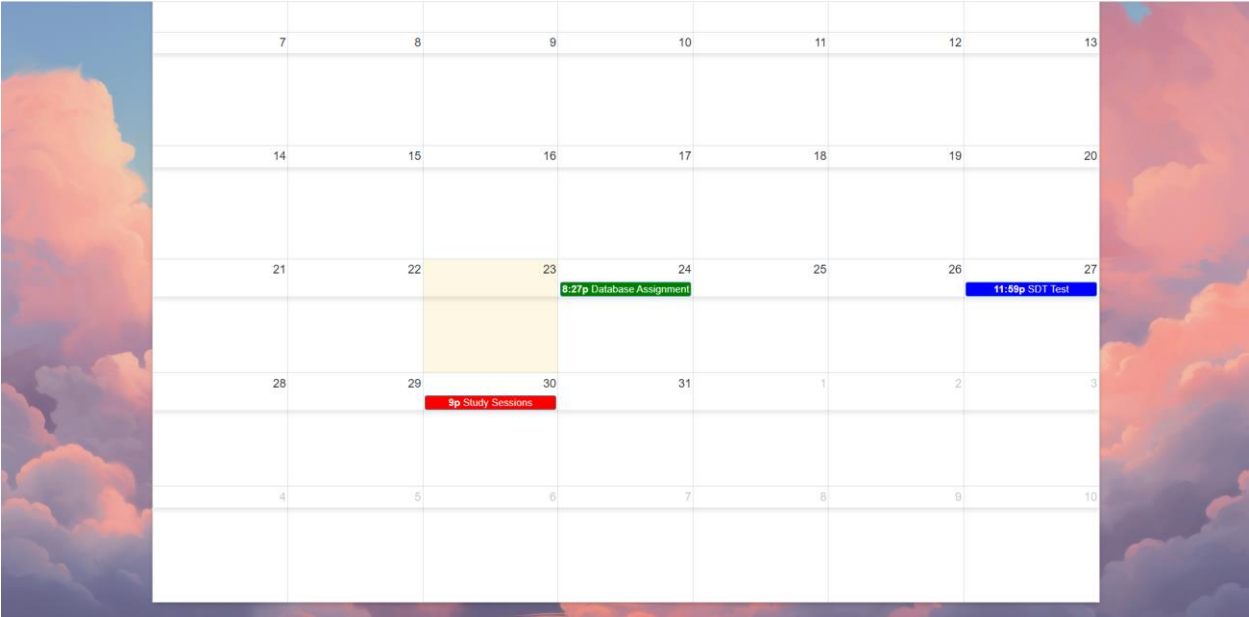 7 8 9 10 11 12 13
14 15 16 17 18 19 20
21 22 23 24 25 26 27
8:27p Database Assignment 11:59p SDT Test
28 29 30 31 1 2 3
9p Study Sessions
4 5 6 7 8 9 10